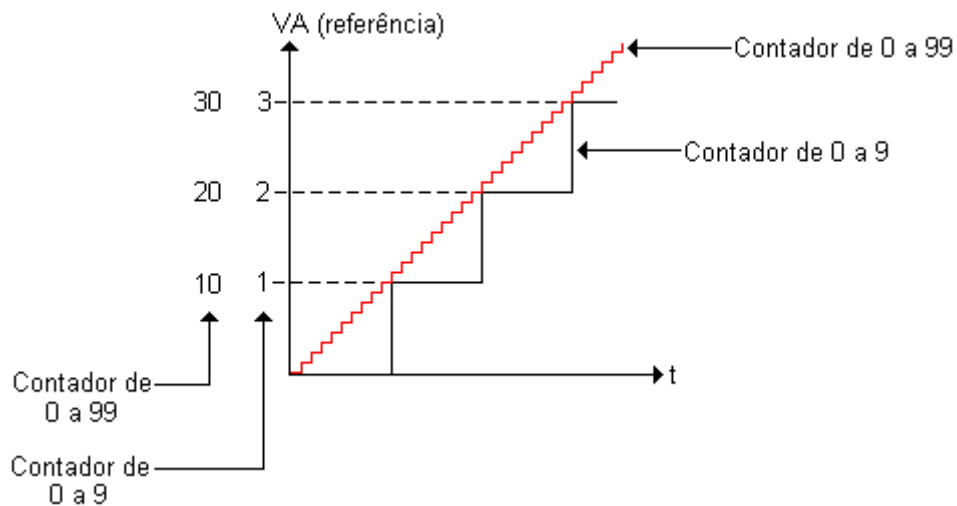 VA (referência)
Contador de 0 a 99
30 3
Contador de 0 a 9
20 2
10 1
t
Contador de
0 a 99
Contador de
0 a 9